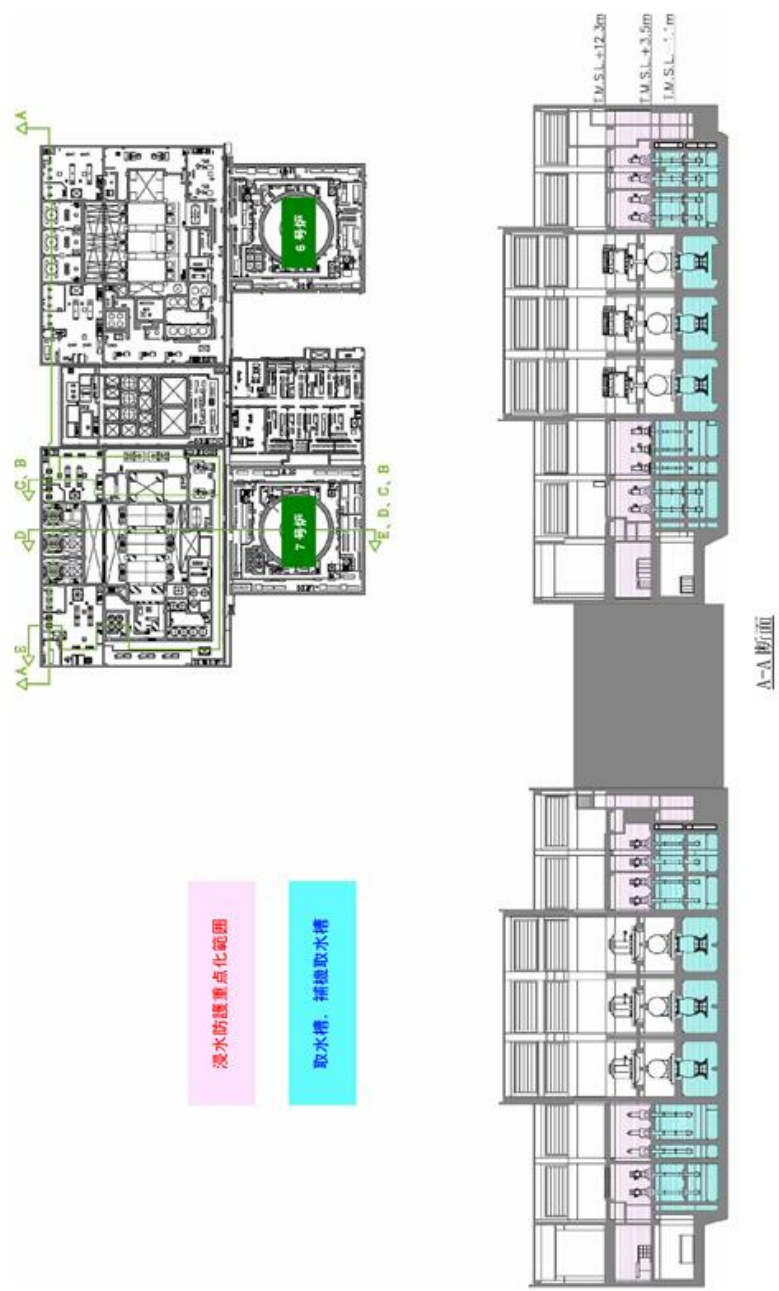 A
6号炉
C、B
D
E、D、C、B
7号炉
E
A
浸水防護重点化範囲
取水槽, 補機取水槽
T.M.S.L.+12.3m
T.M.S.L.+3.5m
A-A 断面